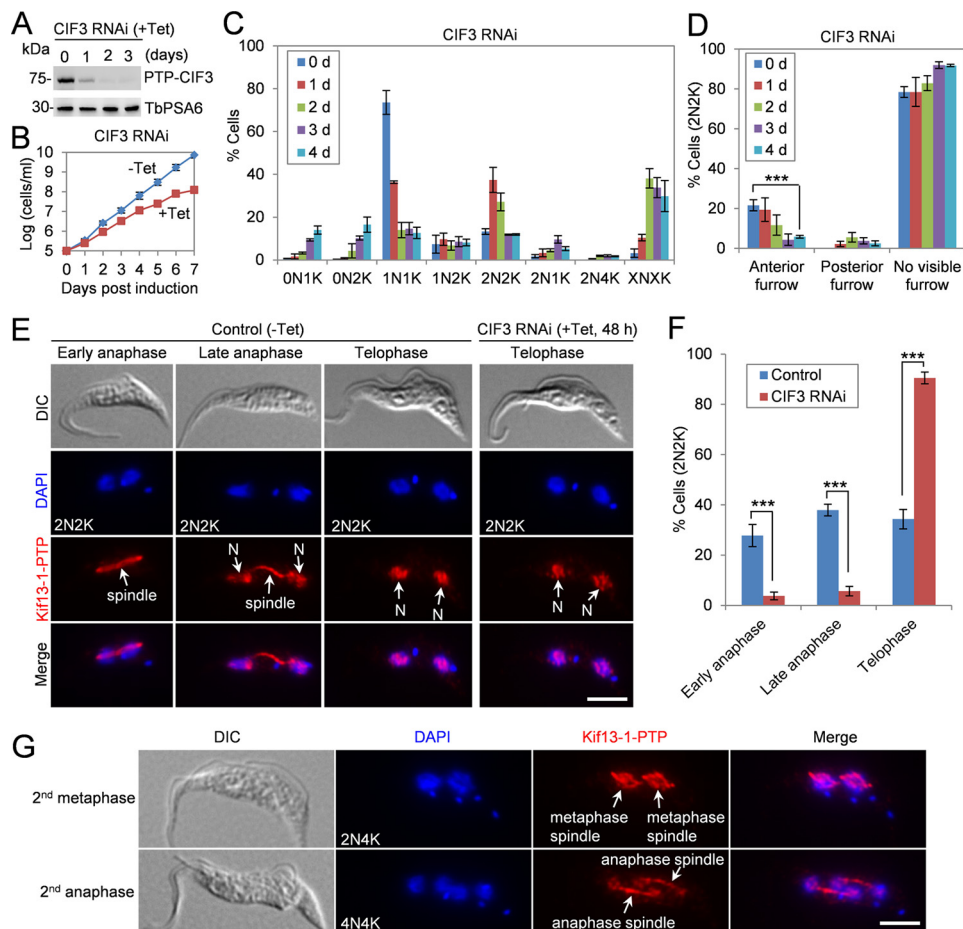 A
CIF3 RNAi (+Tet)
kDa
0 1 2 3 (days)
75- PTP-CIF3
30- TbPSA6
B
CIF3 RNAi
Log (cells/ml)
10
9
8
7
6
5
4
-Tet
+Tet
0 1 2 3 4 5 6 7
Days post induction
C
CIF3 RNAi
% Cells
100
80
60
40
20
0
0 d
1 d
2 d
3 d
4 d
0N1K 0N2K 1N1K 1N2K 2N2K 2N1K 2N4K XNXK
D
CIF3 RNAi
% Cells (2N2K)
100
80
60
40
20
0
0 d
1 d
2 d
3 d
4 d
***
Anterior furrow
Posterior furrow
No visible furrow
E
Control (-Tet)
CIF3 RNAi (+Tet, 48 h)
Early anaphase Late anaphase Telophase Telophase
DIC
DAPI
2N2K 2N2K 2N2K 2N2K
Kif13-1-PTP
spindle
N N
spindle
N
N
N
N
Merge
F
% Cells (2N2K)
100
80
60
40
20
0
Control
CIF3 RNAi
***
***
***
Early anaphase
Late anaphase
Telophase
G
DIC DAPI Kif13-1-PTP Merge
2nd metaphase
2N4K
metaphase spindle
metaphase spindle
2nd anaphase
4N4K
anaphase spindle
anaphase spindle